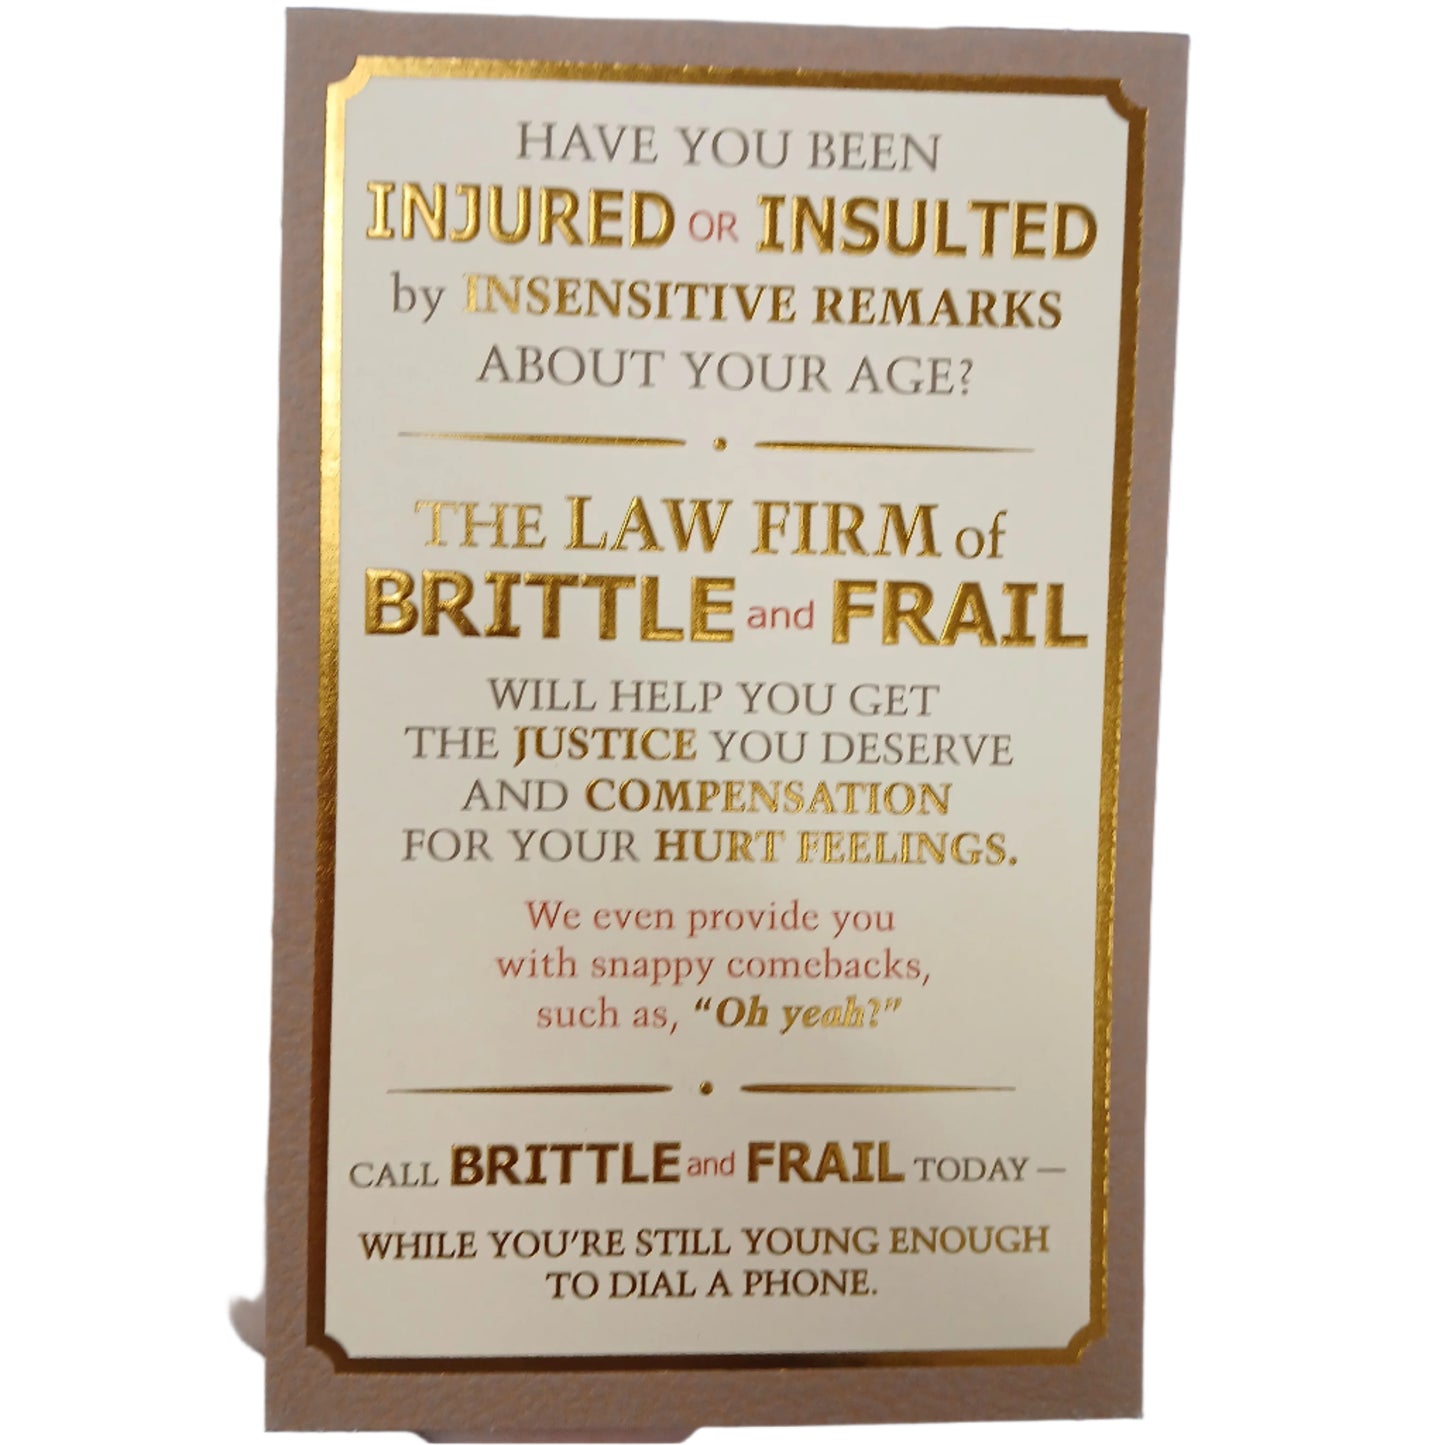 HAVE YOU BEEN
INJURED OR INSULTED
by INSENSITIVE REMARKS
ABOUT YOUR AGE?
THE LAW FIRM of
BRITTLE and FRAIL
WILL HELP YOU GET
THE JUSTICE YOU DESERVE
AND COMPENSATION
FOR YOUR HURT FEELINGS.
We even provide you
with snappy comebacks,
such as, “Oh yeah?”
CALL BRITTLE and FRAIL TODAY —
WHILE YOU’RE STILL YOUNG ENOUGH
TO DIAL A PHONE.